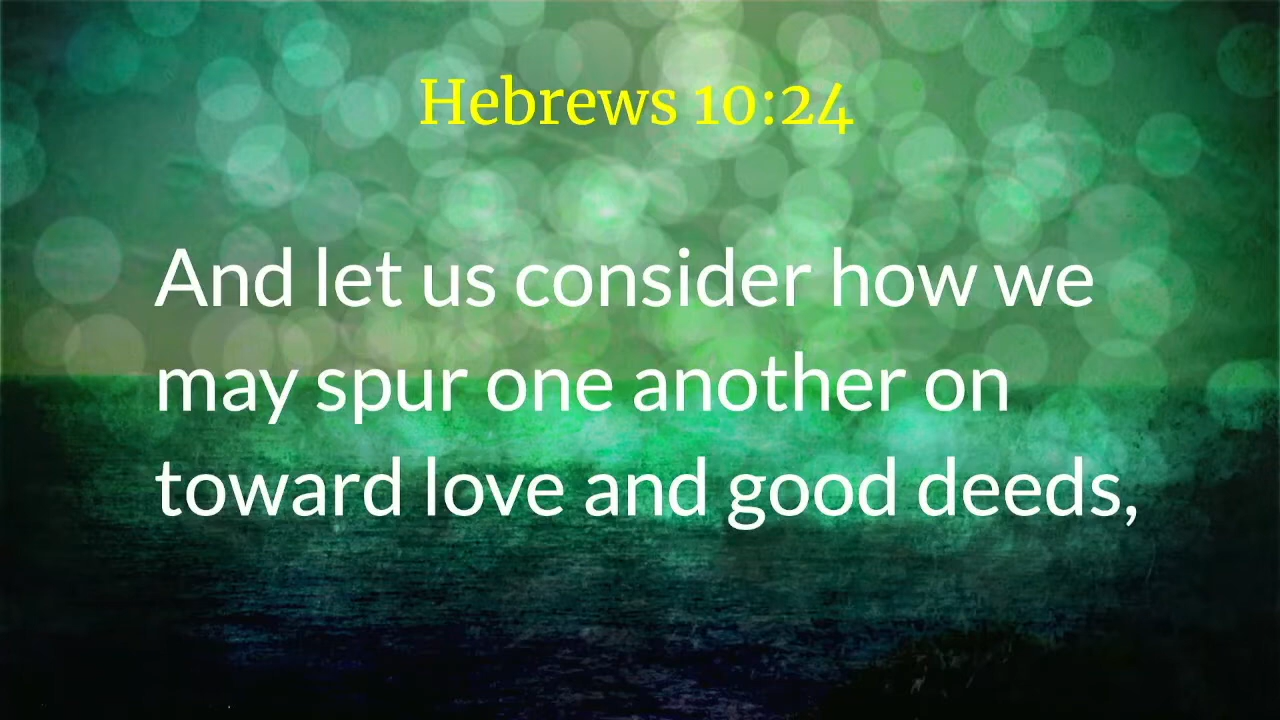 Hebrews 10:24
And let us consider how we
may spur one another on
toward love and good deeds,